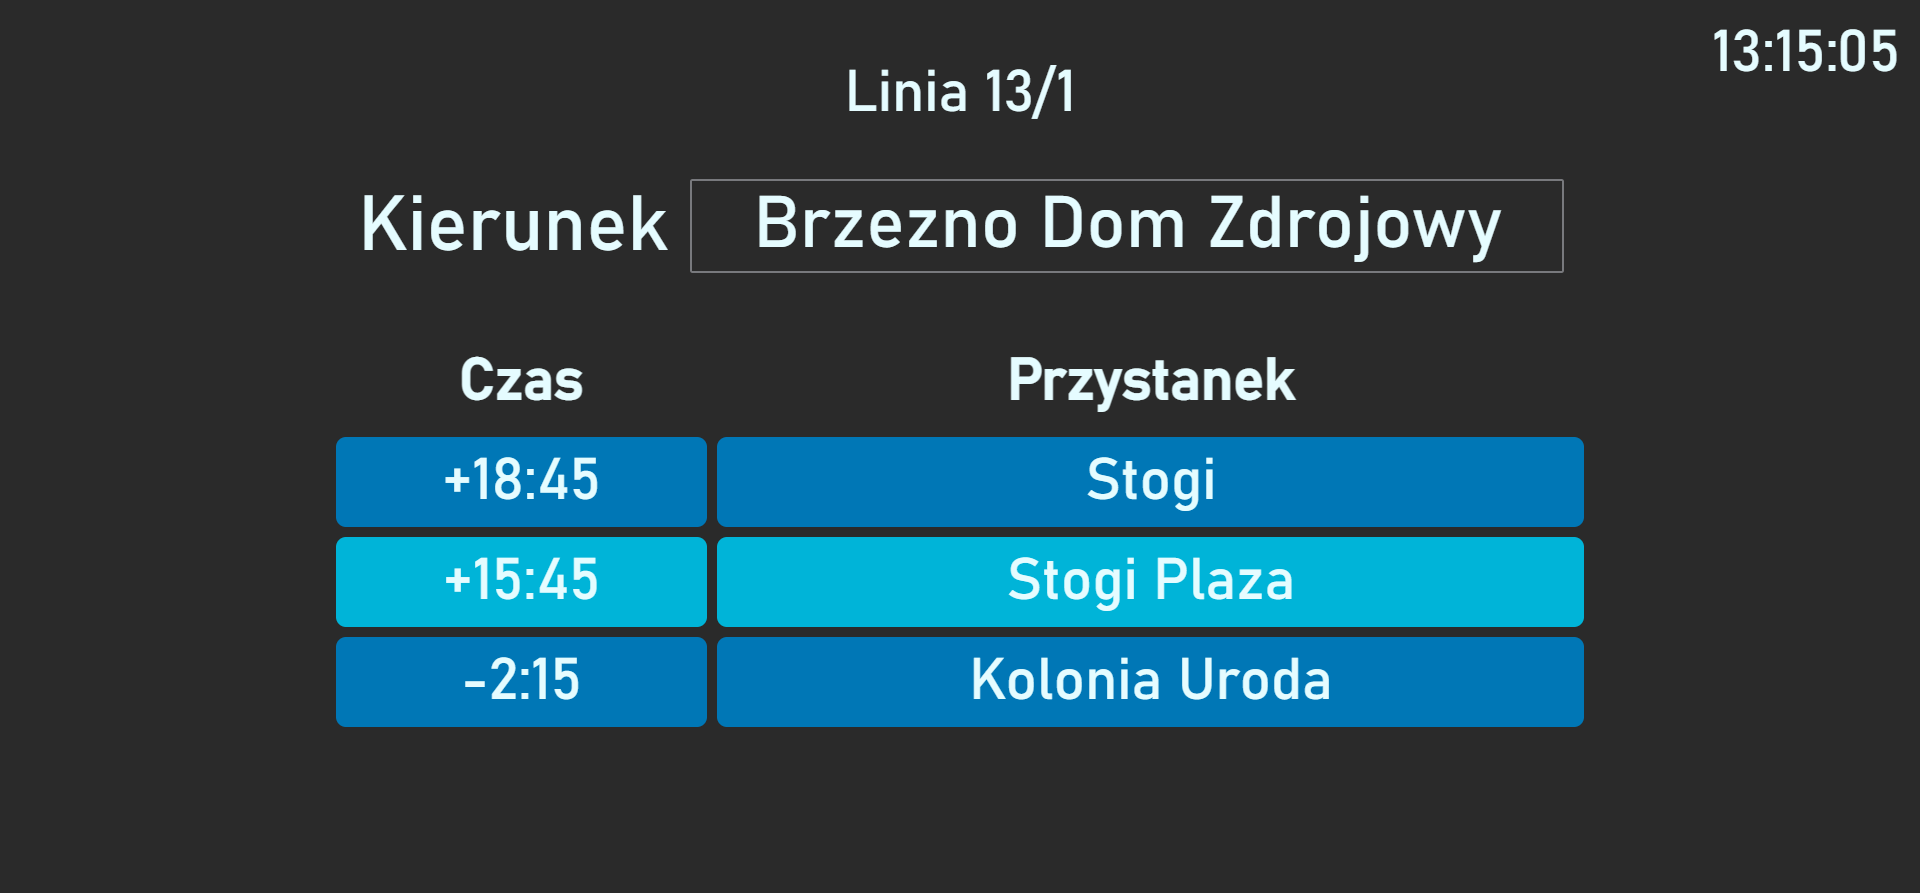 13:15:05
Linia 13/1
Kierunek Brzezno Dom Zdrojowy
Czas Przystanek
+18:45 Stogi
+15:45 Stogi Plaza
-2:15 Kolonia Uroda